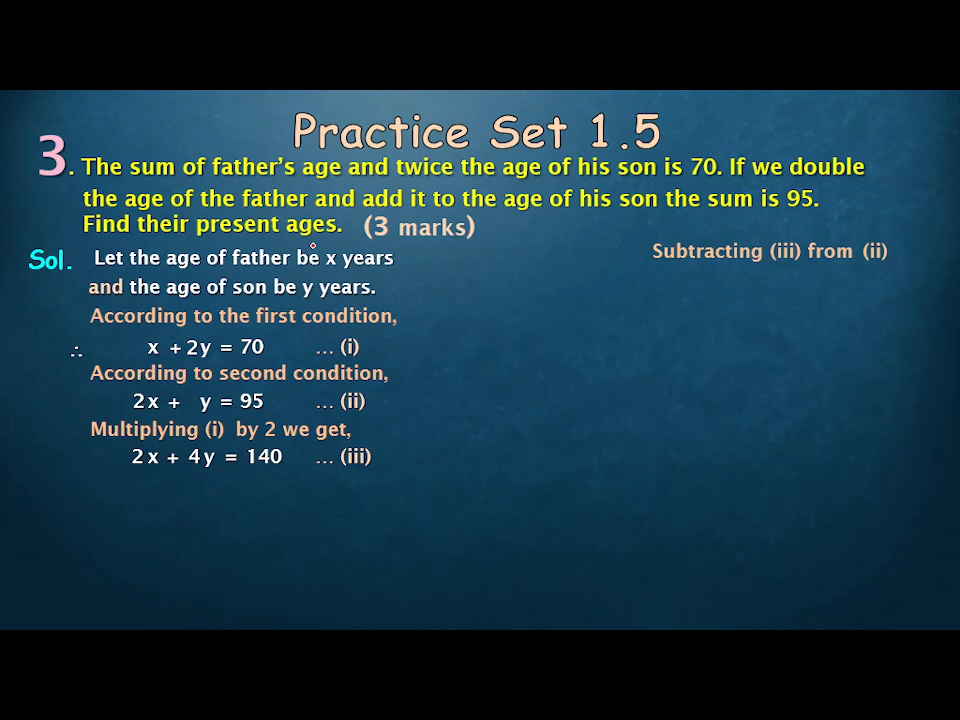 Practice Set 1.5
3. The sum of father's age and twice the age of his son is 70. If we double
the age of the father and add it to the age of his son the sum is 95.
Find their present ages. (3 marks)
Sol. Let the age of father be x years
and the age of son be y years.
According to the first condition,
∴ x + 2y = 70 ... (i)
According to second condition,
2x + y = 95 ... (ii)
Multiplying (i) by 2 we get,
2x + 4y = 140 ... (iii)
Subtracting (iii) from (ii)